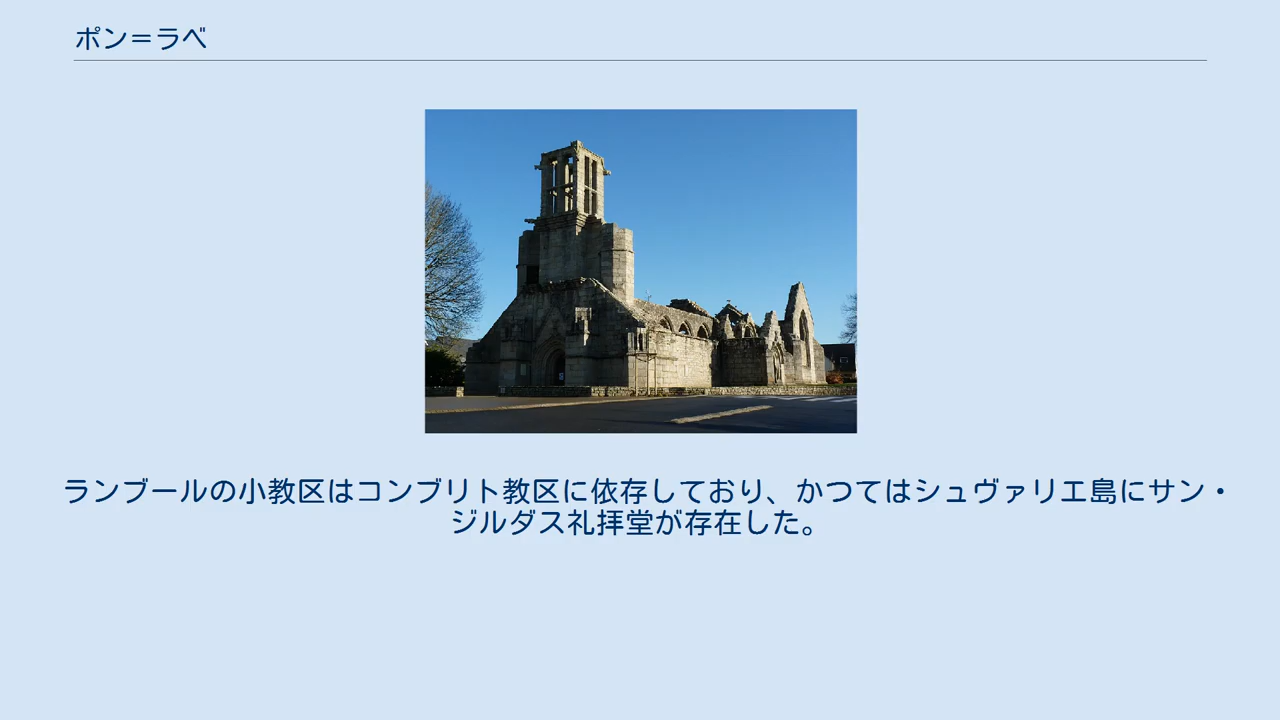 ポン＝ラベ
ランブールの小教区はコンブリト教区に依存しており、かつてはシュヴァリエ島にサン・
ジルダス礼拝堂が存在した。